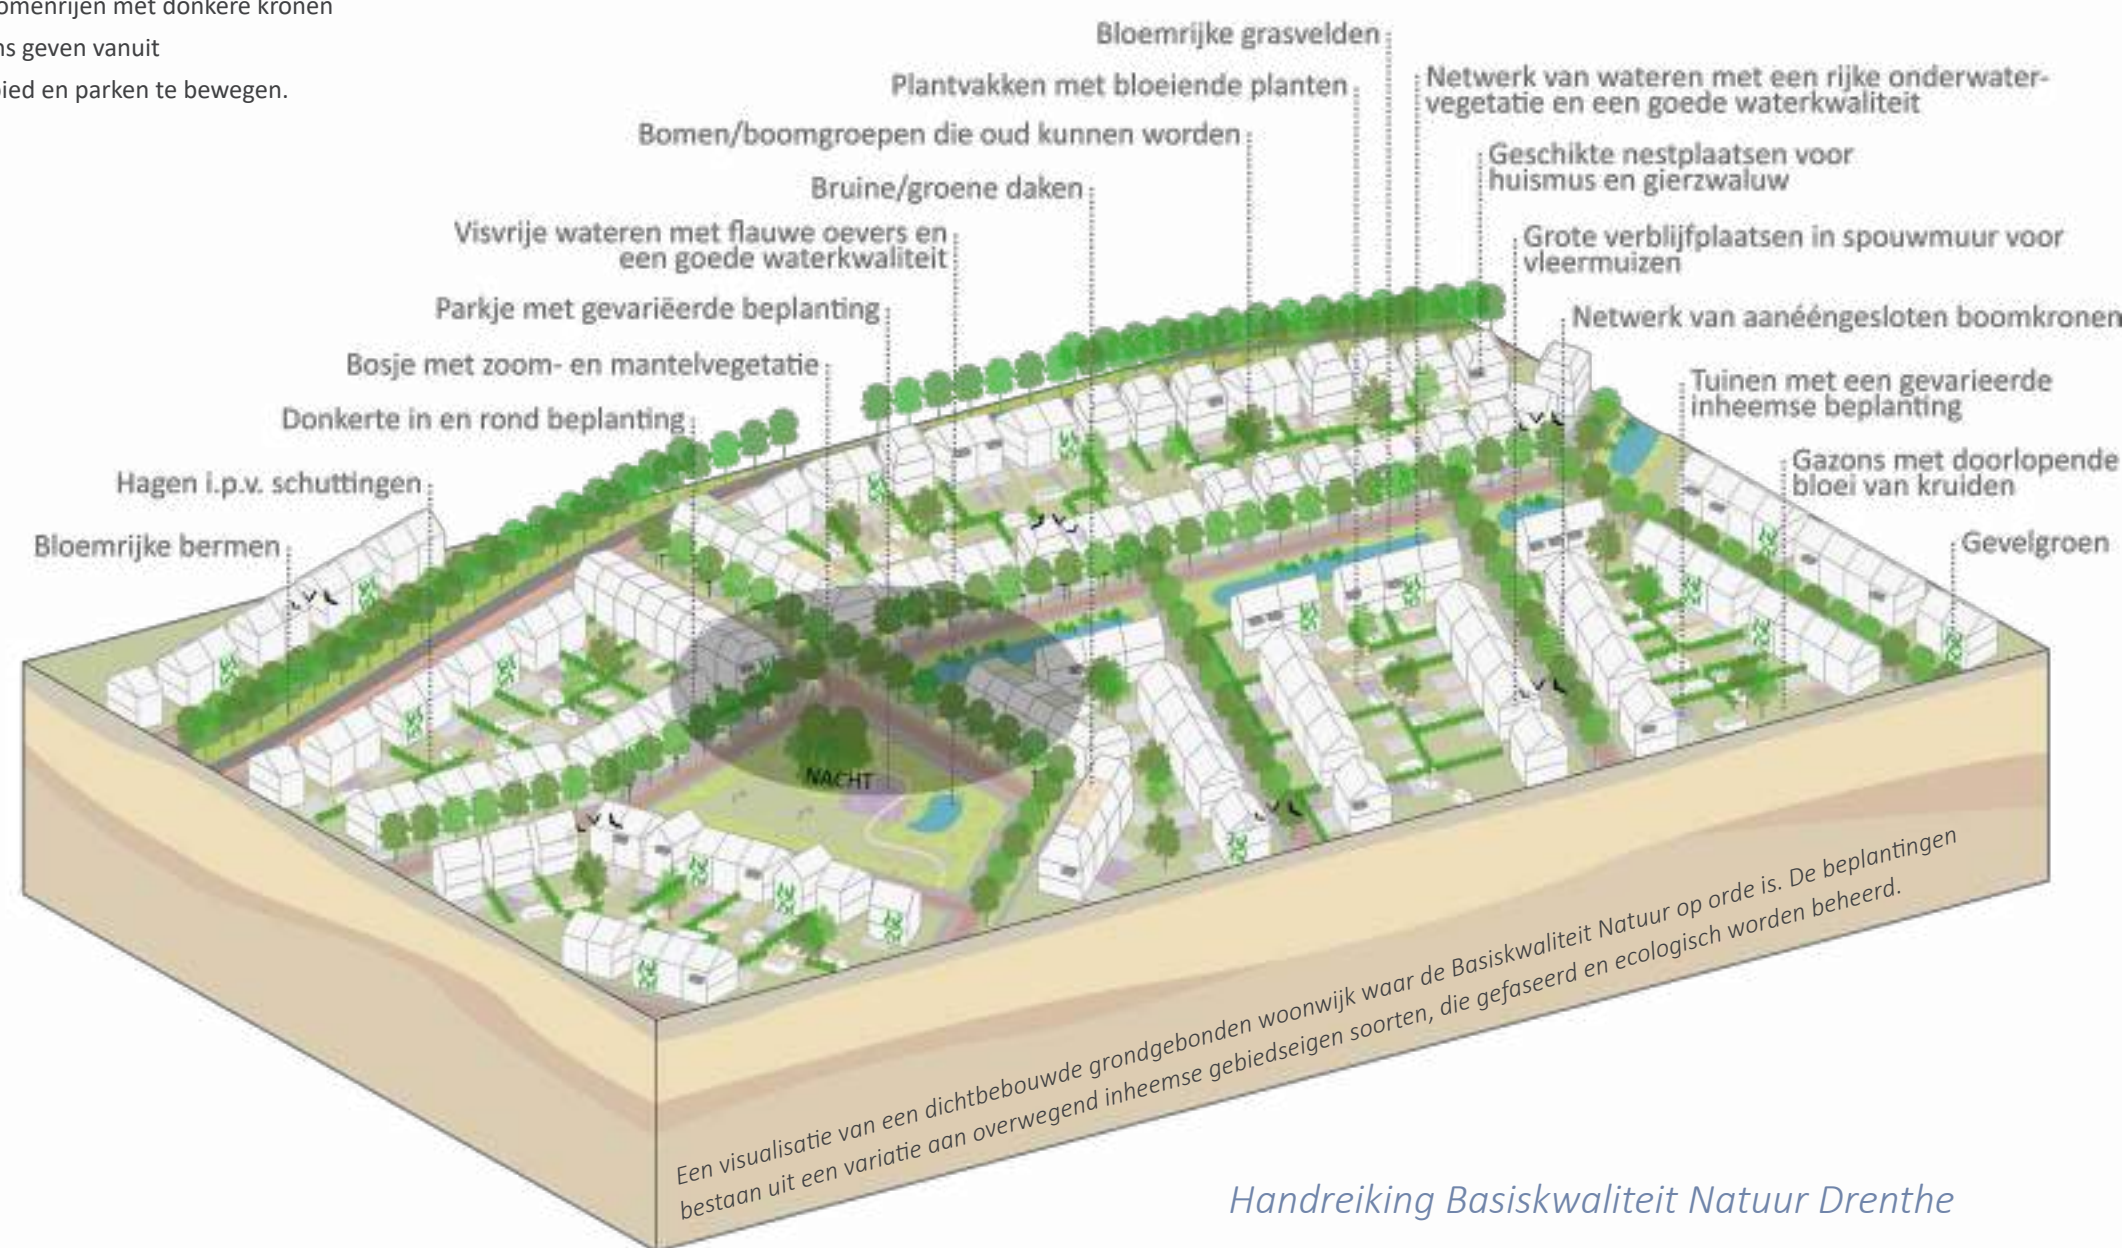 omenrijen met donkere kronen
ns geven vanuit
bied en parken te bewegen.
Bloemrijke grasvelden
Plantvakken met bloeiende planten
Netwerk van wateren met een rijke onderwater-
vegetatie en een goede waterkwaliteit
Bomen/boomgroepen die oud kunnen worden
Geschikte nestplaatsen voor
huismus en gierzwaluw
Bruine/groene daken
Visvrije wateren met flauwe oevers en
een goede waterkwaliteit
Grote verblijfplaatsen in spouwmuur voor
vleermuizen
Parkje met gevariëerde beplanting
Netwerk van aanééngesloten boomkronen
Bosje met zoom- en mantelvegetatie
Tuinen met een gevarieerde
inheemse beplanting
Donkerte in en rond beplanting
Gazons met doorlopende
bloei van kruiden
Hagen i.p.v. schuttingen
Gevelgroen
Bloemrijke bermen
NACHT
Een visualisatie van een dichtbebouwde grondgebonden woonwijk waar de Basiskwaliteit Natuur op orde is. De beplantingen
bestaan uit een variatie aan overwegend inheemse gebiedseigen soorten, die gefaseerd en ecologisch worden beheerd.
Handreiking Basiskwaliteit Natuur Drenthe